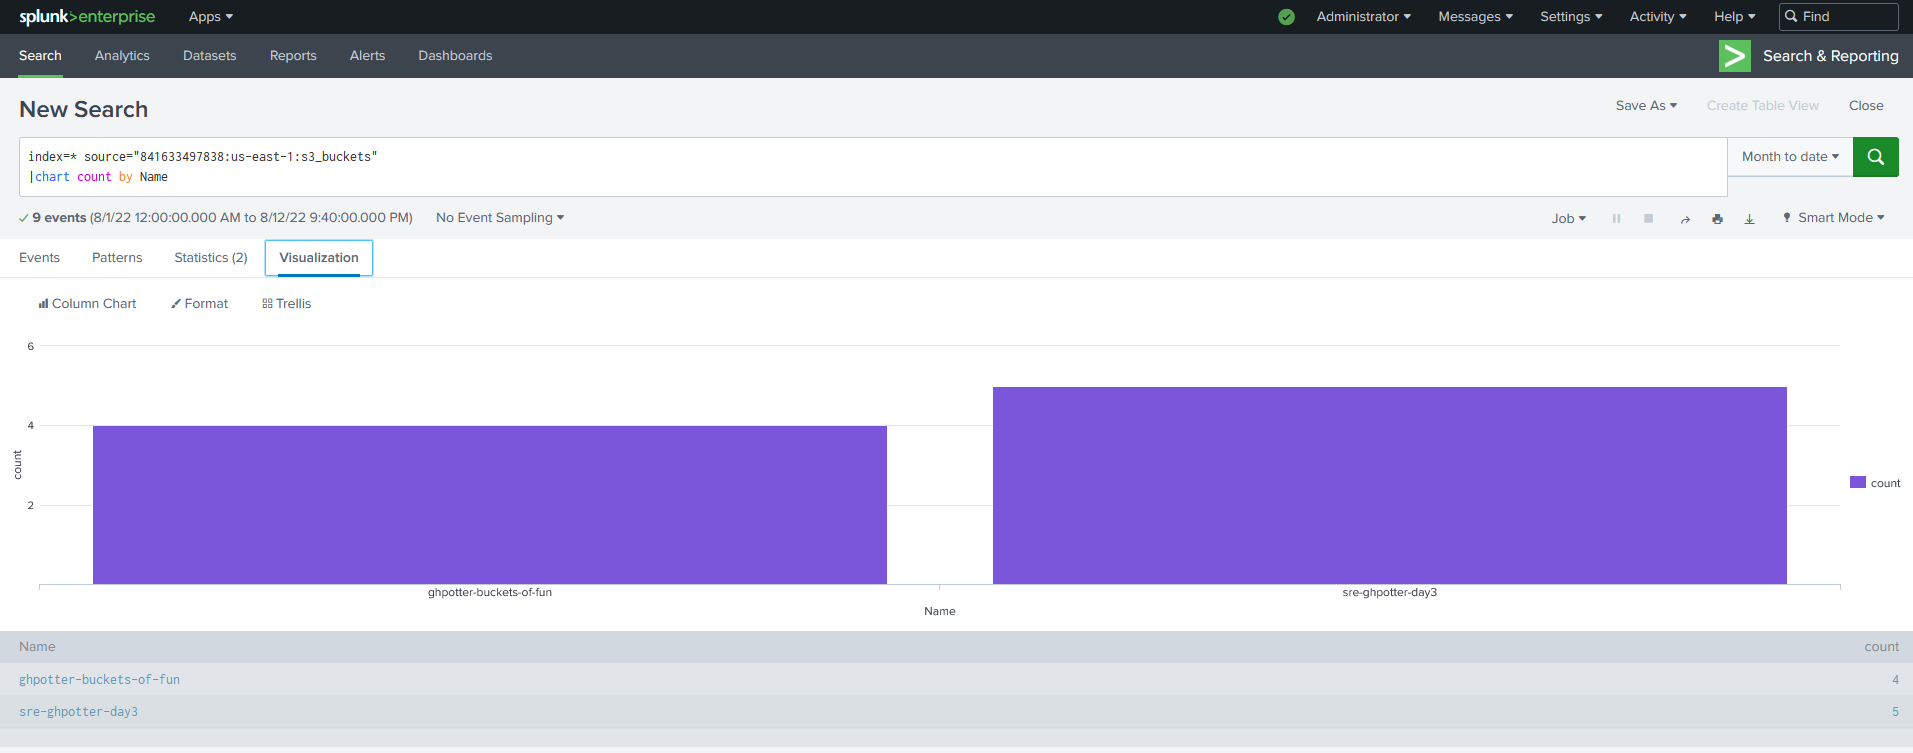 splunk>enterprise Apps Administrator Messages Settings Activity Help Find
Search Analytics Datasets Reports Alerts Dashboards Search & Reporting
New Search Save As Create Table View Close
index=* source="841633497838:us-east-1:s3_buckets"
|chart count by Name
Month to date
9 events (8/1/22 12:00:00.000 AM to 8/12/22 9:40:00.000 PM) No Event Sampling Job Smart Mode
Events Patterns Statistics (2) Visualization
Column Chart Format Trellis
6
4
2
count
count
ghpotter-buckets-of-fun sre-ghpotter-day3
Name
Name count
ghpotter-buckets-of-fun 4
sre-ghpotter-day3 5